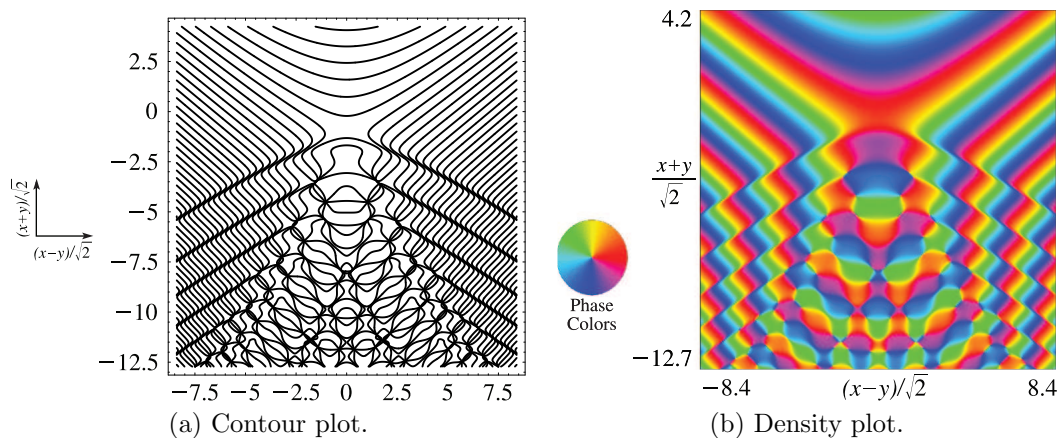 2.5
0
−2.5
−5
−7.5
−10
−12.5
(x+y)/√2
(x−y)/√2
−7.5 −5 −2.5 0 2.5 5 7.5
(a) Contour plot.
Phase
Colors
4.2
x+y
√2
−12.7
−8.4 (x−y)/√2 8.4
(b) Density plot.